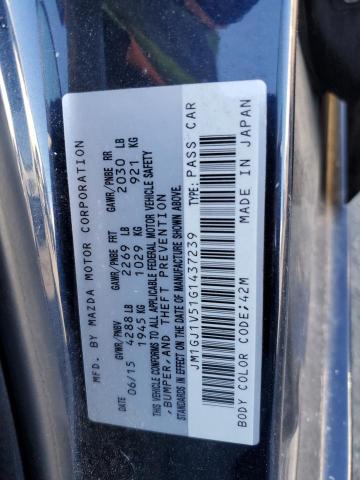 MFD. BY MAZDA MOTOR CORPORATION
DATE GVWR/PNBV GAWR/PNBE FRT GAWR/PNBE RR
06/15 4288 LB 2269 LB 2030 LB
1945 KG 1029 KG 921 KG
THIS VEHICLE CONFORMS TO ALL APPLICABLE FEDERAL MOTOR VEHICLE SAFETY
,BUMPER,AND THEFT PREVENTION
STANDARDS IN EFFECT ON THE DATE OF MANUFACTURE SHOWN ABOVE.
JM1GJ1V51G1437239 TYPE: PASS CAR
BODY COLOR CODE/42M MADE IN JAPAN